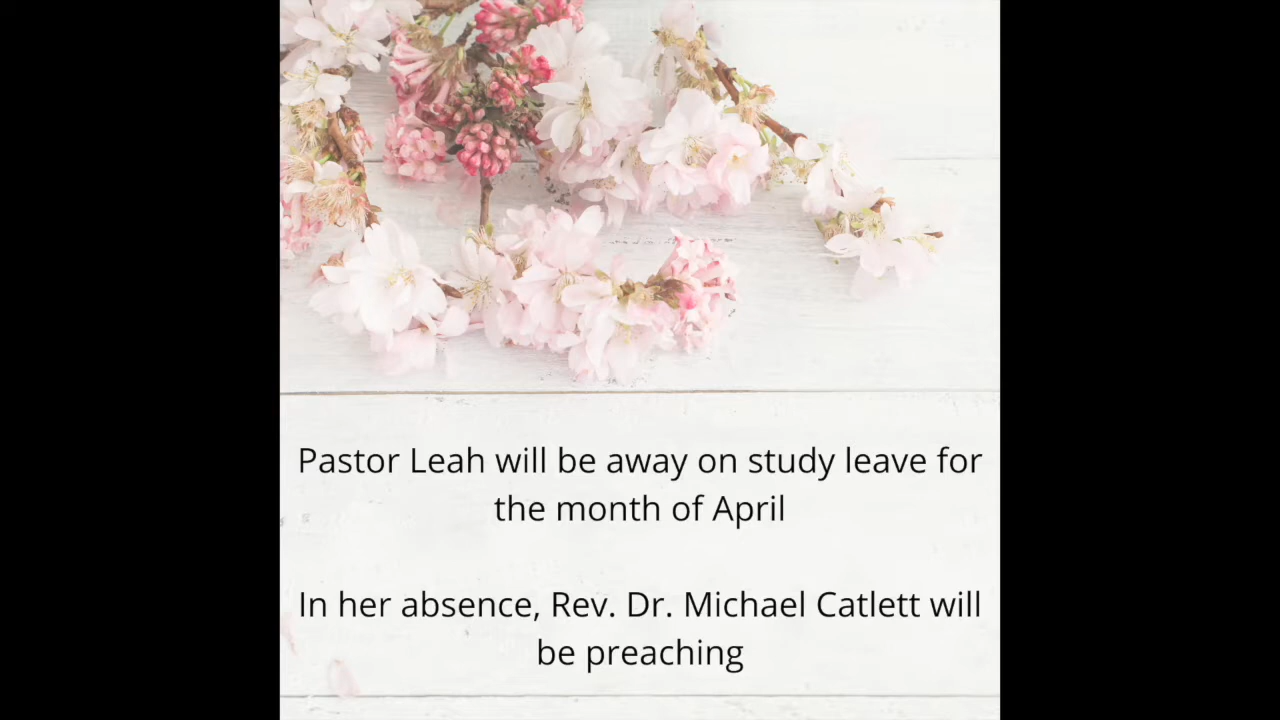 Pastor Leah will be away on study leave for
the month of April
In her absence, Rev. Dr. Michael Catlett will
be preaching